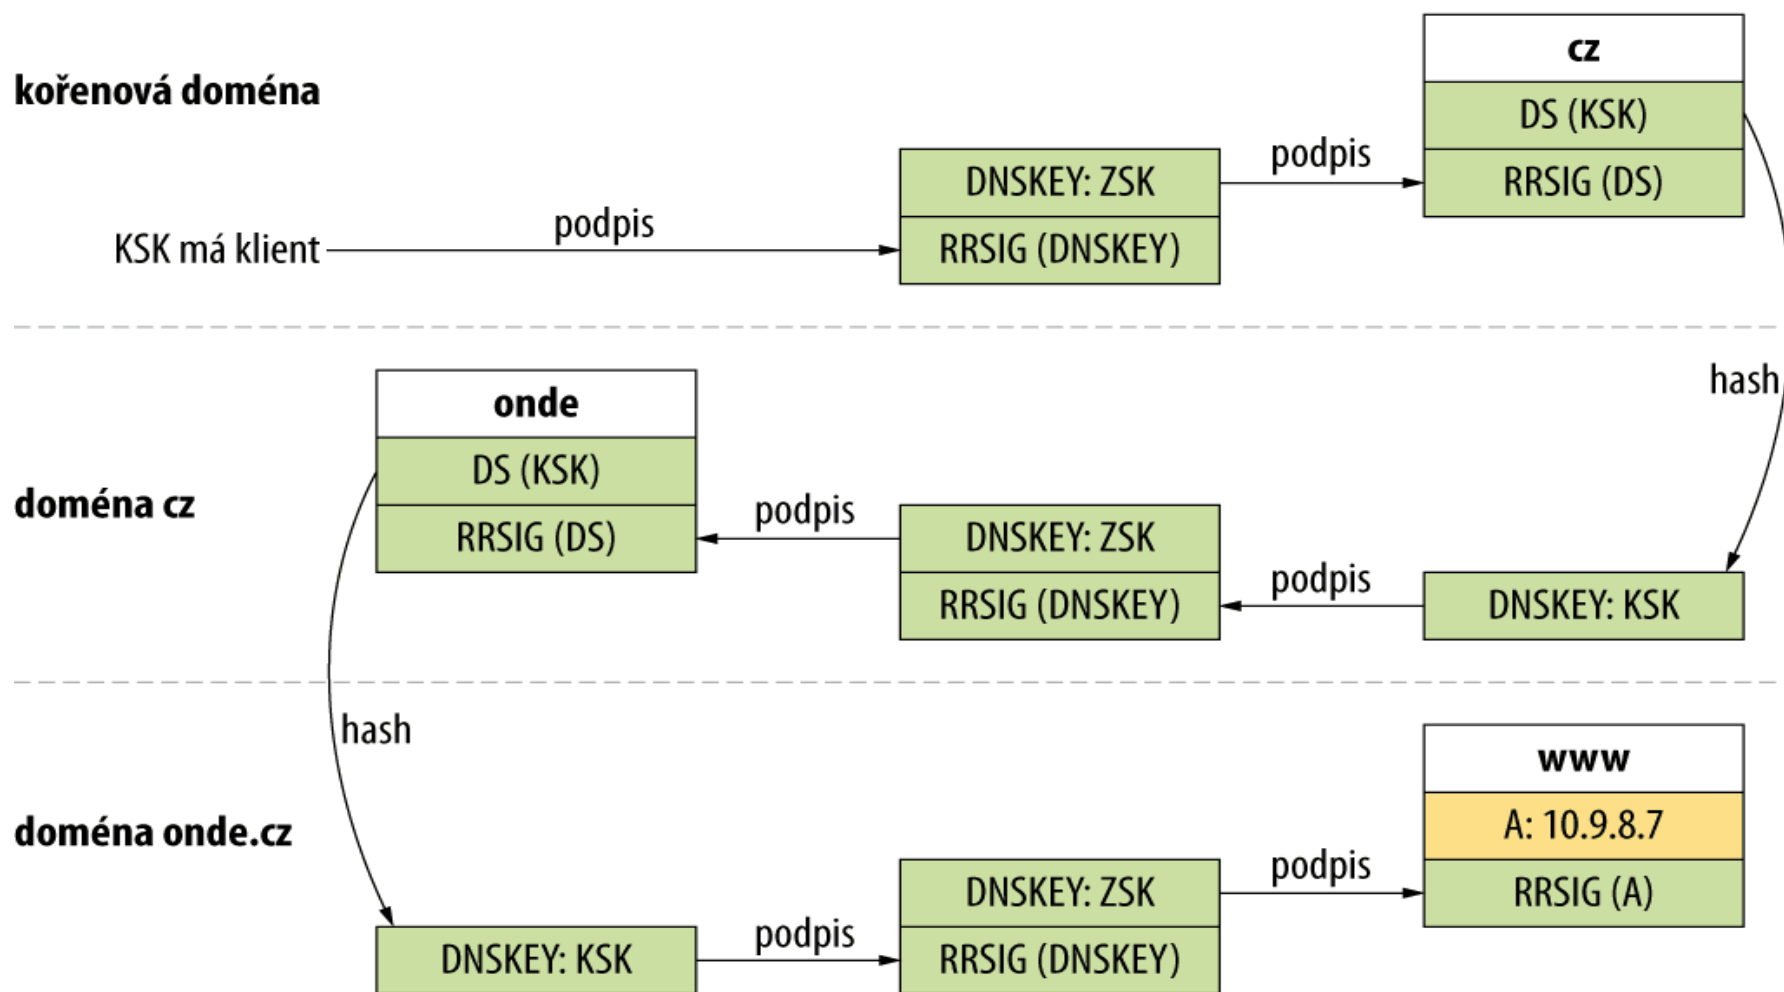 kořenová doména
cz
DS (KSK)
RRSIG (DS)
podpis
DNSKEY: ZSK
RRSIG (DNSKEY)
podpis
KSK má klient
hash
doména cz
onde
DS (KSK)
RRSIG (DS)
podpis
DNSKEY: ZSK
RRSIG (DNSKEY)
podpis
DNSKEY: KSK
hash
doména onde.cz
DNSKEY: KSK
podpis
DNSKEY: ZSK
RRSIG (DNSKEY)
podpis
www
A: 10.9.8.7
RRSIG (A)